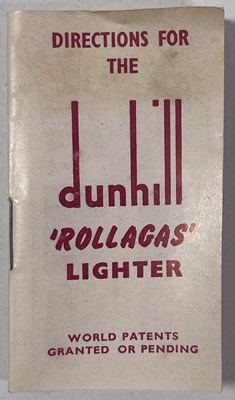 DIRECTIONS FOR
THE
dunhill
'ROLLAGAS'
LIGHTER
WORLD PATENTS
GRANTED OR PENDING